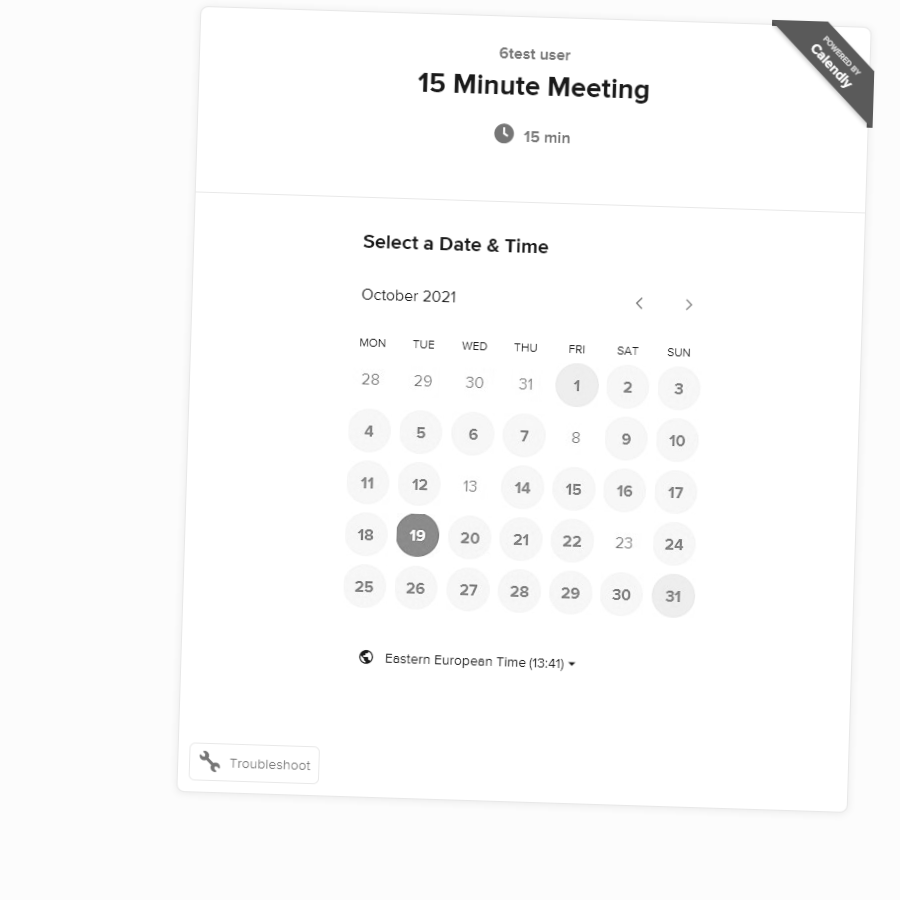 6test user
15 Minute Meeting
15 min
POWERED BY
Calendly
Select a Date & Time
October 2021
MON TUE WED THU FRI SAT SUN
28 29 30 31 1 2 3
4 5 6 7 8 9 10
11 12 13 14 15 16 17
18 19 20 21 22 23 24
25 26 27 28 29 30 31
Eastern European Time (13:41)
Troubleshoot